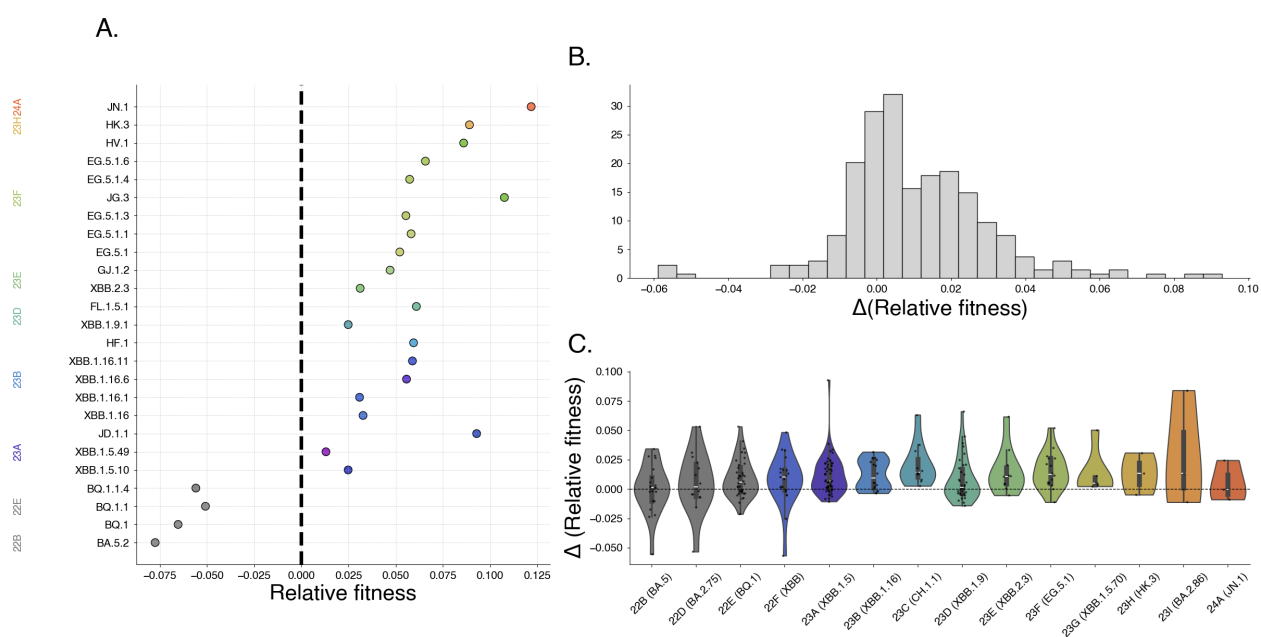 A.
24A
23H
23F
23E
23D
23B
23A
22E
22B
JN.1
HK.3
HV.1
EG.5.1.6
EG.5.1.4
JG.3
EG.5.1.3
EG.5.1.1
EG.5.1
GJ.1.2
XBB.2.3
FL.1.5.1
XBB.1.9.1
HF.1
XBB.1.16.11
XBB.1.16.6
XBB.1.16.1
XBB.1.16
JD.1.1
XBB.1.5.49
XBB.1.5.10
BQ.1.1.4
BQ.1.1
BQ.1
BA.5.2
−0.075 −0.050 −0.025 0.000 0.025 0.050 0.075 0.100 0.125
Relative fitness
B.
30
25
20
15
10
5
0
−0.06 −0.04 −0.02 0.00 0.02 0.04 0.06 0.08 0.10
Δ(Relative fitness)
C.
Δ (Relative fitness)
0.100
0.075
0.050
0.025
0.000
−0.025
−0.050
22B (BA.5)
22D (BA.2.75)
22E (BQ.1)
22F (XBB)
23A (XBB.1.5)
23B (XBB.1.16)
23C (CH.1.1)
23D (XBB.1.9)
23E (XBB.2.3)
23F (EG.5.1)
23G (XBB.1.5.70)
23H (HK.3)
23I (BA.2.86)
24A (JN.1)